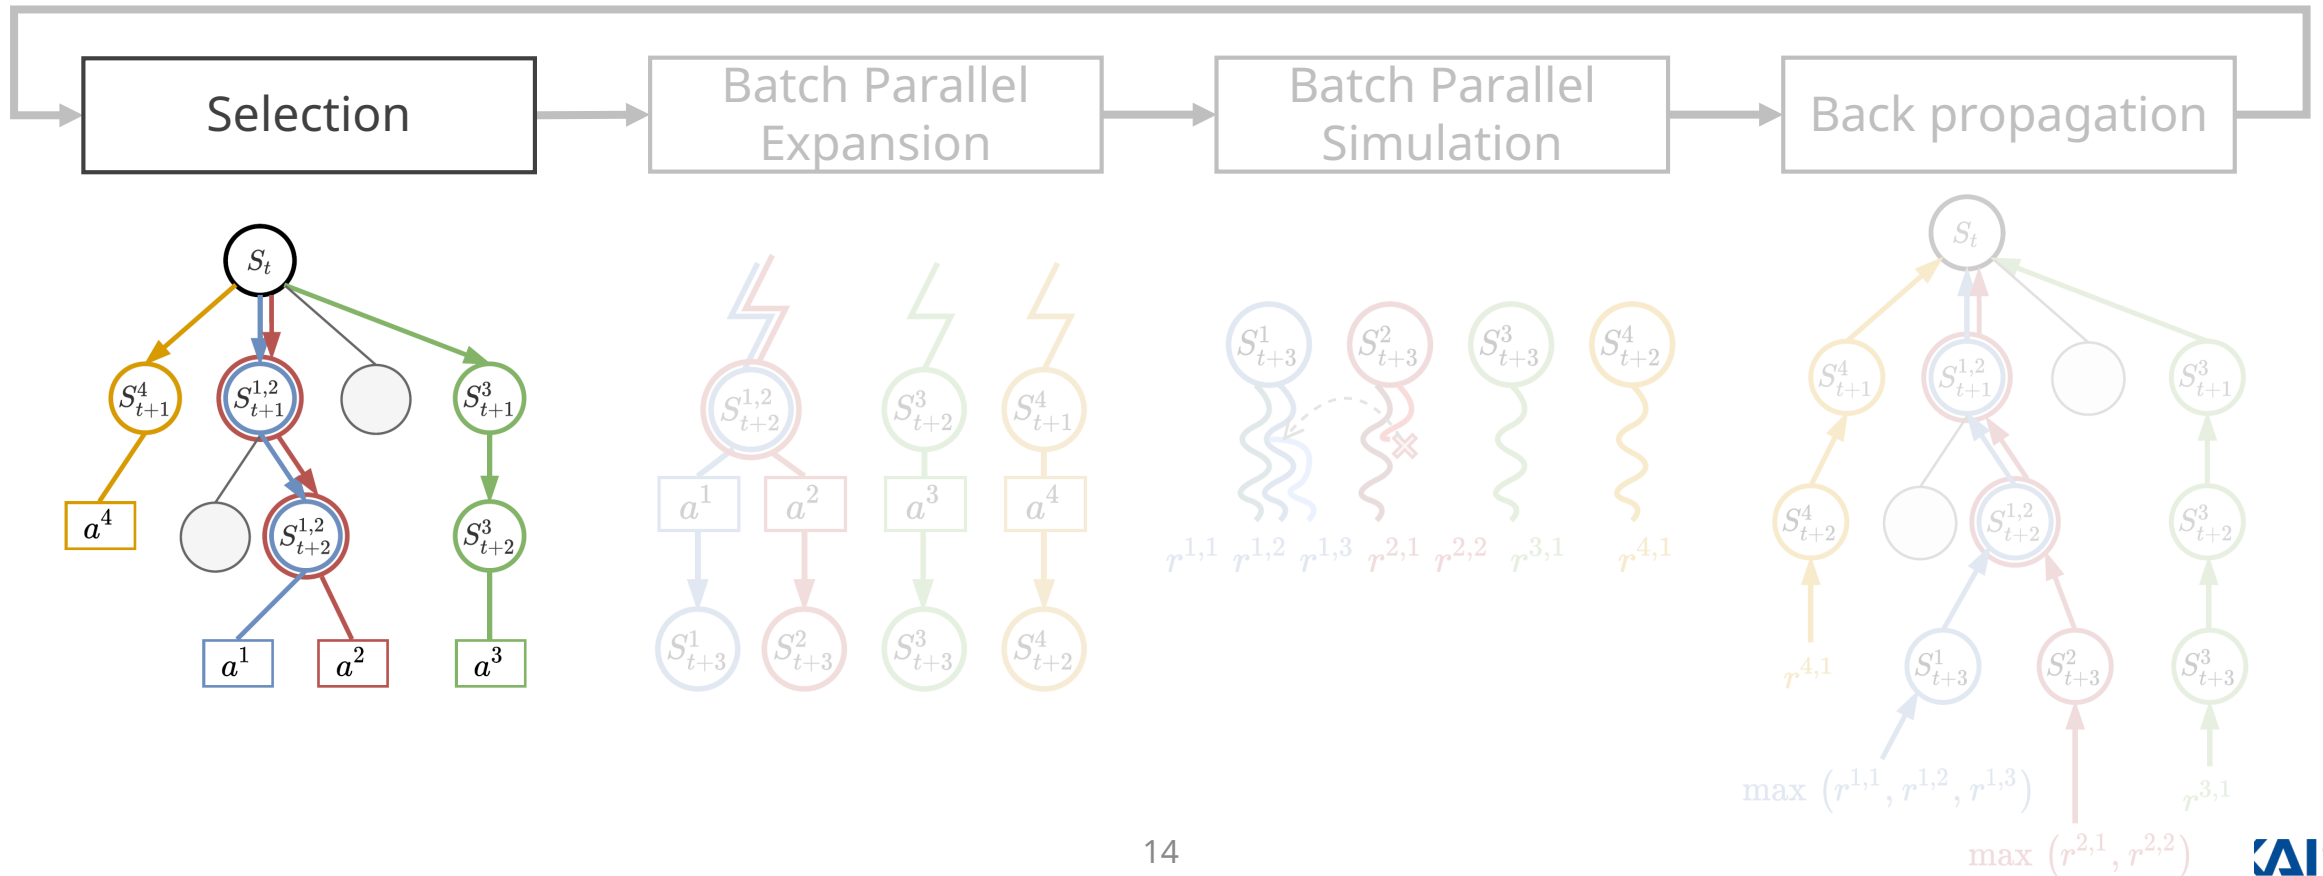 Selection
Batch Parallel
Expansion
Batch Parallel
Simulation
Back propagation
S_t
S^4_{t+1}
S^{1,2}_{t+1}
S^3_{t+1}
a^4
S^{1,2}_{t+2}
S^3_{t+2}
a^1
a^2
a^3
S^{1,2}_{t+2}
S^3_{t+2}
S^4_{t+1}
a^1
a^2
a^3
a^4
S^1_{t+3}
S^2_{t+3}
S^3_{t+3}
S^4_{t+2}
S^1_{t+3}
S^2_{t+3}
S^3_{t+3}
S^4_{t+2}
r^{1,1} r^{1,2} r^{1,3} r^{2,1} r^{2,2} r^{3,1} r^{4,1}
S_t
S^4_{t+1}
S^{1,2}_{t+1}
S^3_{t+1}
S^4_{t+2}
S^{1,2}_{t+2}
S^3_{t+2}
r^{4,1}
S^1_{t+3}
S^2_{t+3}
S^3_{t+3}
max (r^{1,1}, r^{1,2}, r^{1,3})
r^{3,1}
max (r^{2,1}, r^{2,2})
14
KAI